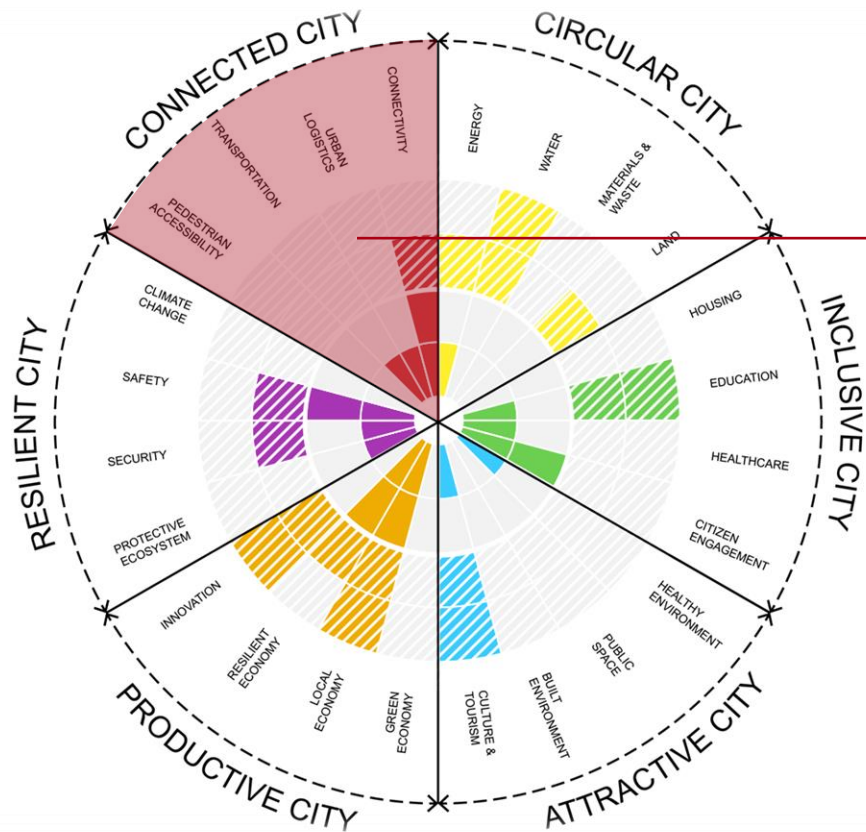 CONNECTED CITY
CONNECTIVITY
URBAN
LOGISTICS
TRANSPORTATION
PEDESTRIAN
ACCESSIBILITY
CIRCULAR CITY
ENERGY
WATER
MATERIALS &
WASTE
LAND
INCLUSIVE CITY
HOUSING
EDUCATION
HEALTHCARE
CITIZEN
ENGAGEMENT
ATTRACTIVE CITY
HEALTHY
ENVIRONMENT
PUBLIC
SPACE
BUILT
ENVIRONMENT
CULTURE &
TOURISM
PRODUCTIVE CITY
GREEN
ECONOMY
LOCAL
ECONOMY
RESILIENT
ECONOMY
INNOVATION
RESILIENT CITY
PROTECTIVE
ECOSYSTEM
SECURITY
SAFETY
CLIMATE
CHANGE